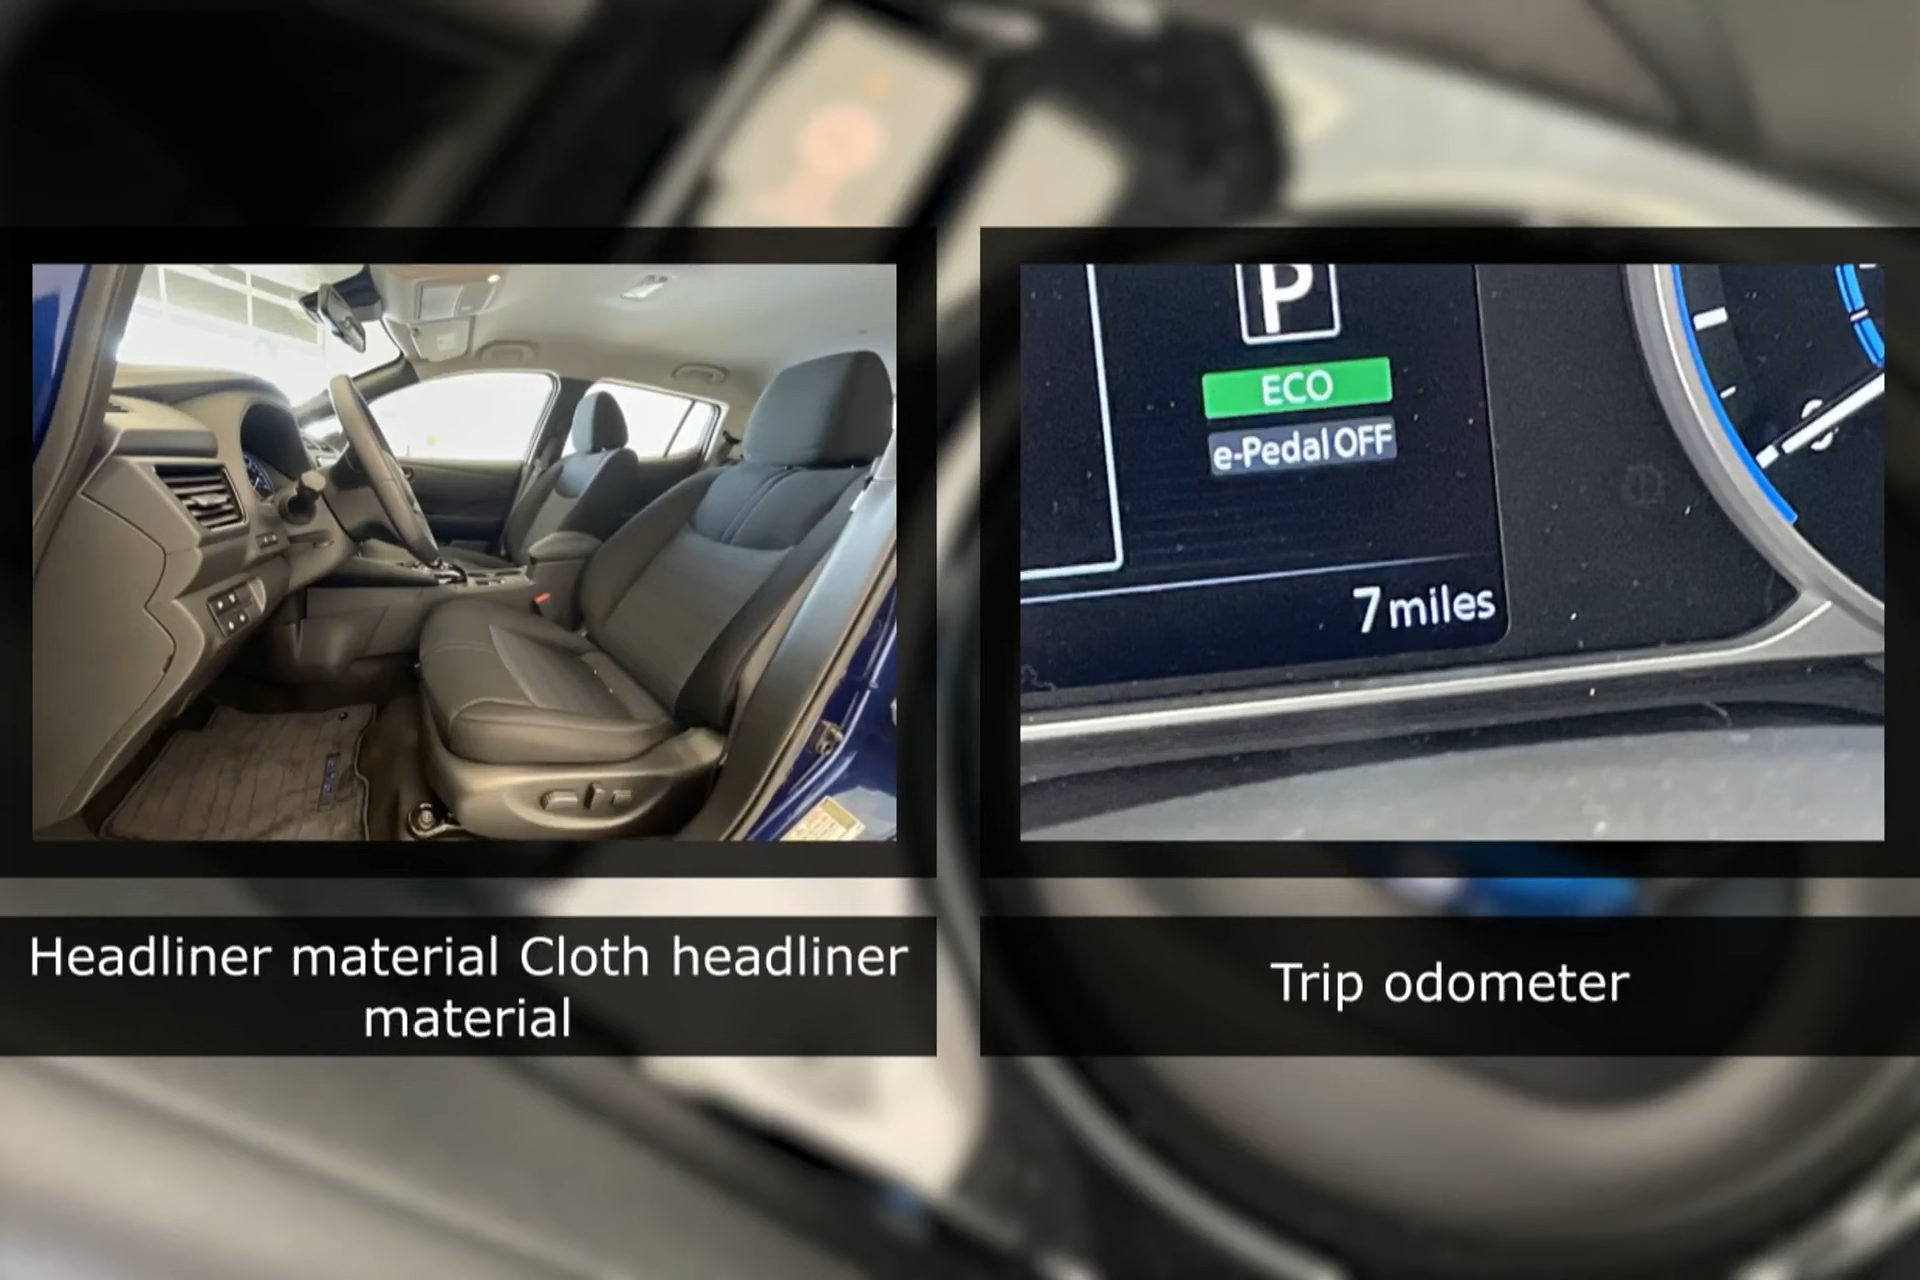 P
ECO
e-Pedal OFF
7 miles
Headliner material Cloth headliner
material
Trip odometer